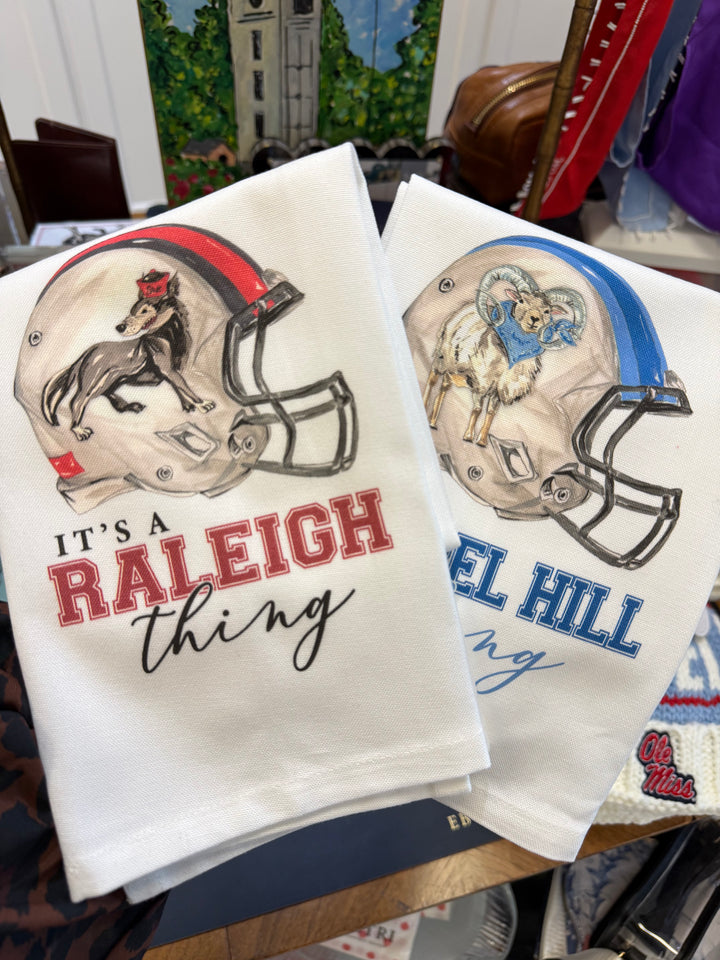 IT'S A
RALEIGH
thing
EL HILL
ng
Ole
Miss